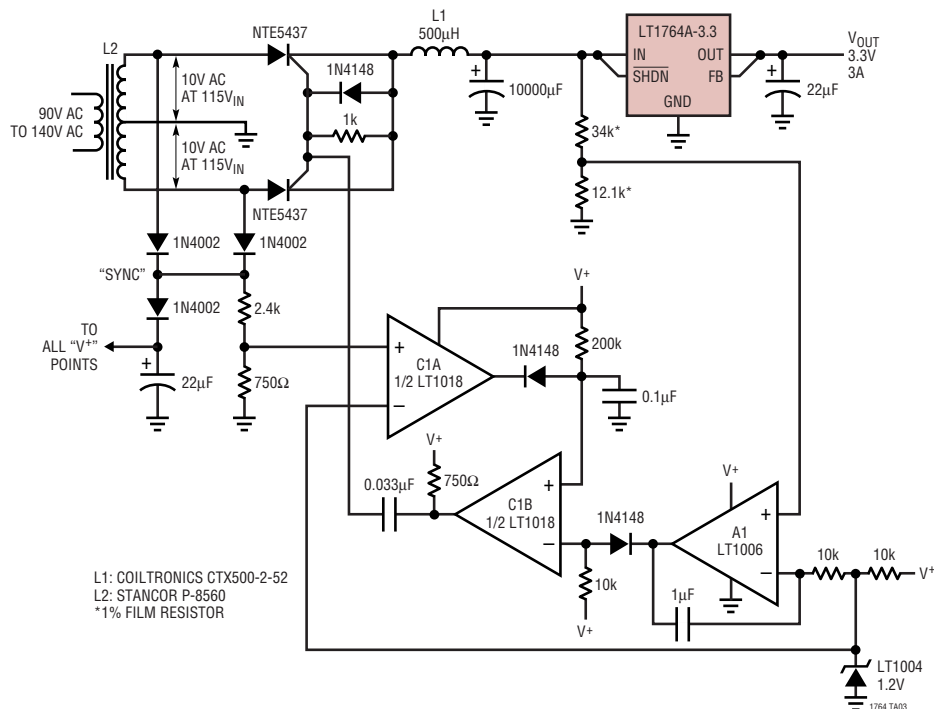 L2
90V AC
TO 140V AC
10V AC
AT 115VIN
10V AC
AT 115VIN
NTE5437
NTE5437
1N4148
1k
L1
500µH
+
10000µF
LT1764A-3.3
IN
OUT
SHDN
FB
GND
VOUT
3.3V
3A
+
22µF
34k*
12.1k*
1N4002
1N4002
"SYNC"
1N4002
TO
ALL "V+"
POINTS
+
22µF
2.4k
750Ω
+
C1A
1/2 LT1018
–
1N4148
V+
200k
0.1µF
V+
750Ω
0.033µF
C1B
1/2 LT1018
+
–
1N4148
10k
V+
V+
A1
LT1006
+
–
1µF
10k
10k
V+
LT1004
1.2V
L1: COILTRONICS CTX500-2-52
L2: STANCOR P-8560
*1% FILM RESISTOR
1764 TA03